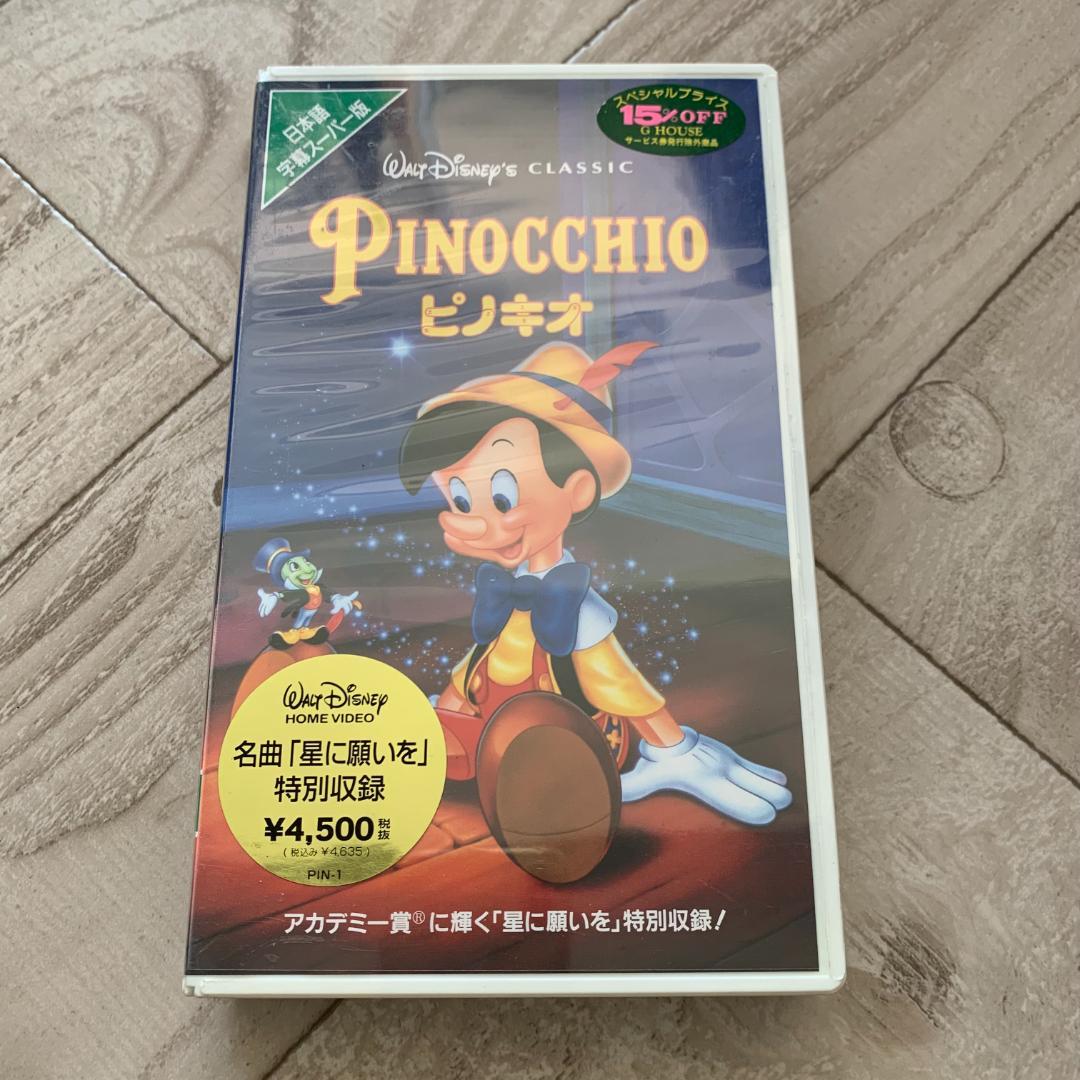 日本語
字幕スーパー版
スペシャルプライス
15%OFF
G HOUSE
サービス券発行除外商品
WALT DISNEY'S CLASSIC
PINOCCHIO
ピノキオ
WALT DISNEY
HOME VIDEO
名曲「星に願いを」
特別収録
¥4,500税抜
(税込み¥4,635)
PIN-1
アカデミー賞®に輝く「星に願いを」特別収録!